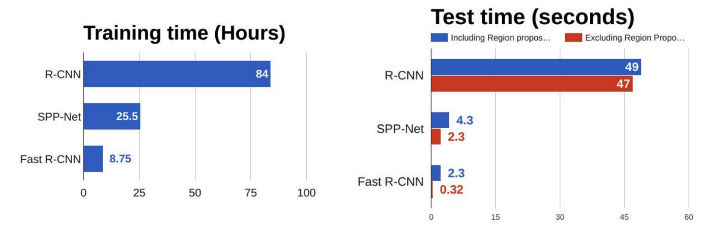 Training time (Hours)
R-CNN 84
SPP-Net 25.5
Fast R-CNN 8.75
0 25 50 75 100
Test time (seconds)
Including Region propos... Excluding Region Propo...
R-CNN 49
47
SPP-Net 4.3
2.3
Fast R-CNN 2.3
0.32
0 15 30 45 60